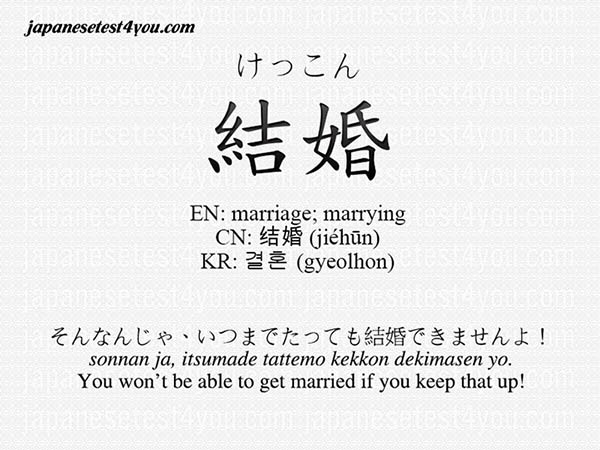 japanesetest4you.com
けっこん
結婚
EN: marriage; marrying
CN: 结婚 (jiéhūn)
KR: 결혼 (gyeolhon)
そんなんじゃ、いつまでたっても結婚できませんよ！
sonnan ja, itsumade tattemo kekkon dekimasen yo.
You won’t be able to get married if you keep that up!